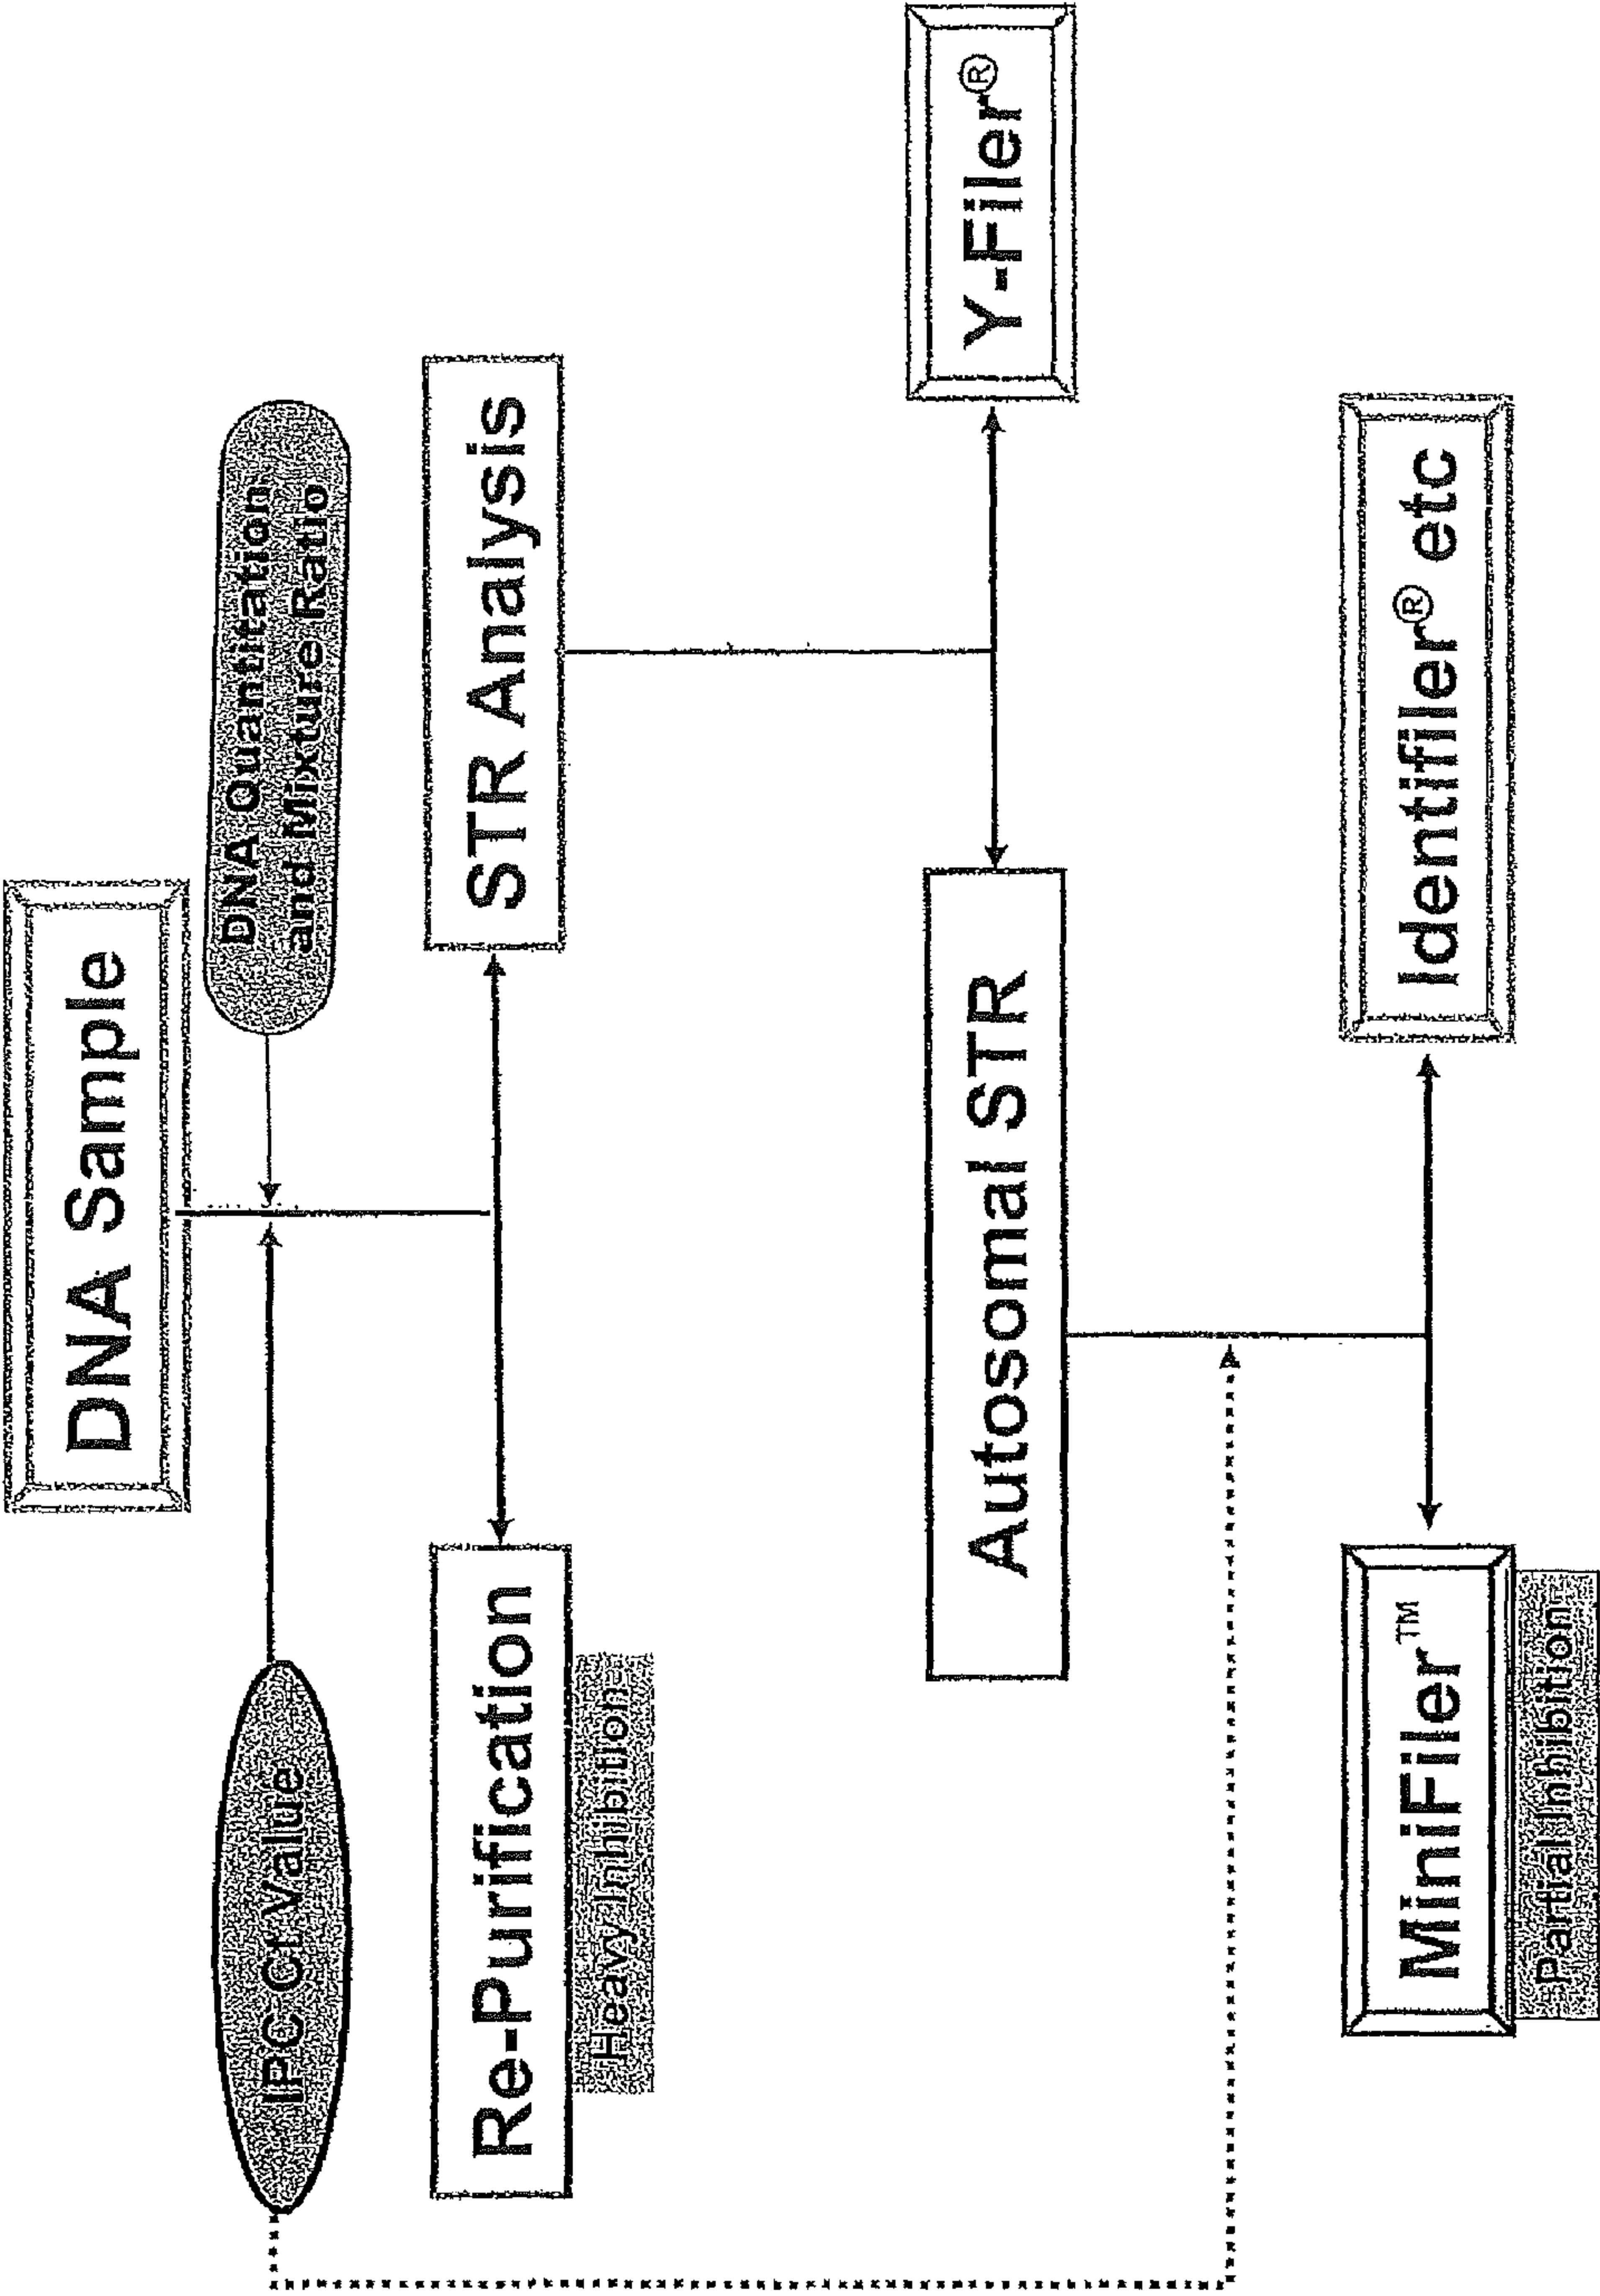 DNA Sample
IPC CT Value
DNA Quantitation
and Mixture Ratio
Re-Purification
Heavy Inhibition
STR Analysis
Autosomal STR
Y-Filer®
MiniFiler™
Partial Inhibition
Identifiler® etc